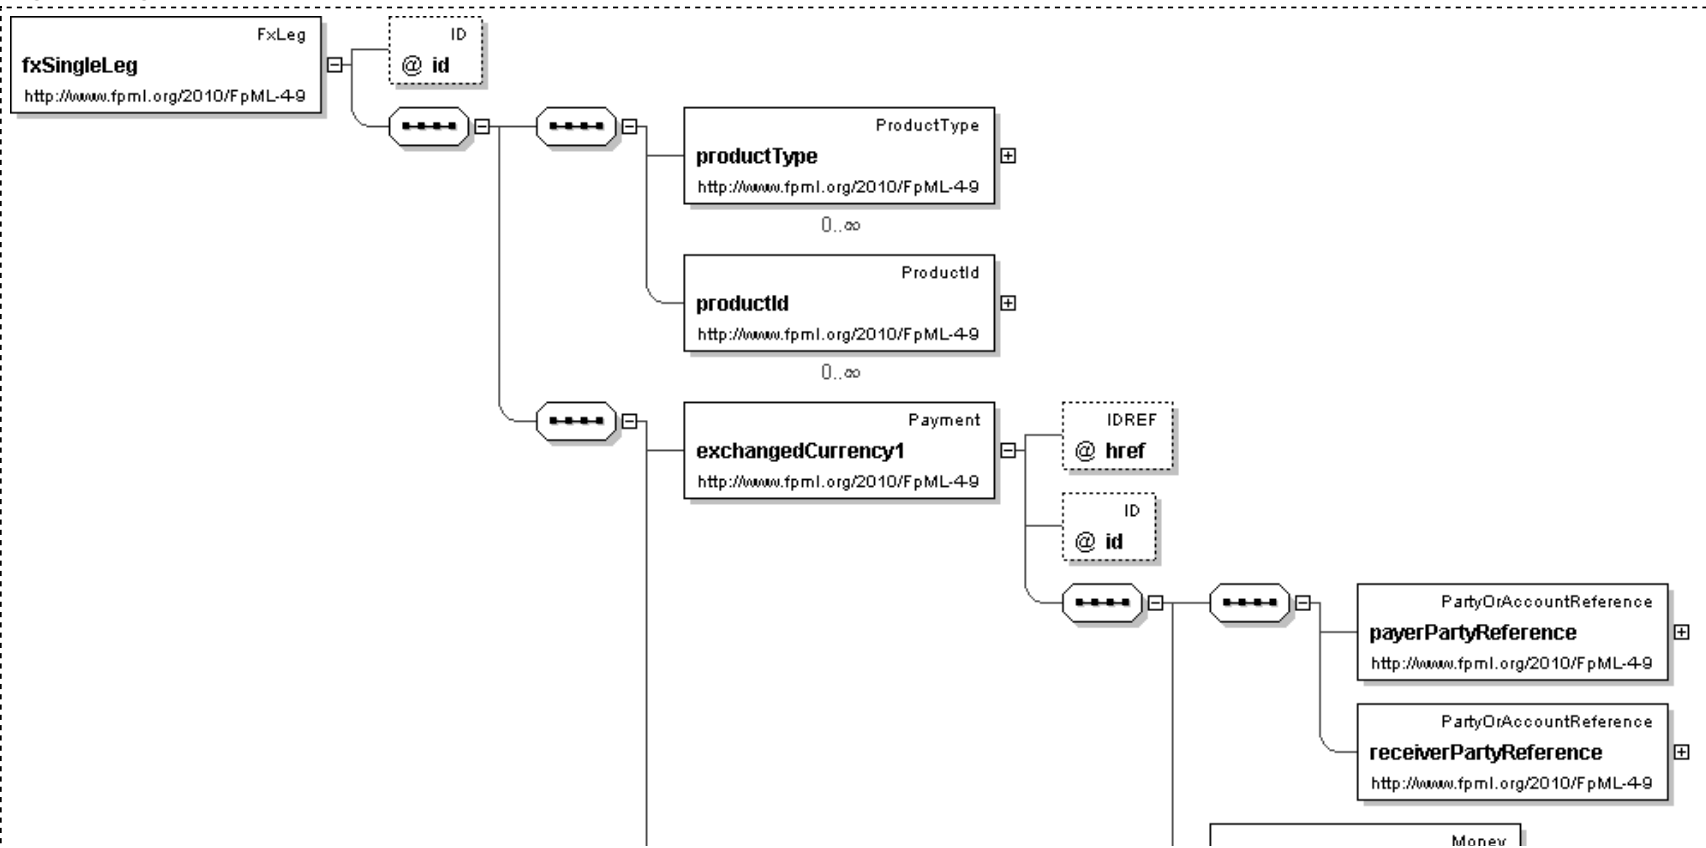 FxLeg
fxSingleLeg
http://www.fpml.org/2010/FpML-4-9
ID
@ id
ProductType
productType
http://www.fpml.org/2010/FpML-4-9
0..∞
ProductId
productId
http://www.fpml.org/2010/FpML-4-9
0..∞
Payment
exchangedCurrency1
http://www.fpml.org/2010/FpML-4-9
IDREF
@ href
ID
@ id
PartyOrAccountReference
payerPartyReference
http://www.fpml.org/2010/FpML-4-9
PartyOrAccountReference
receiverPartyReference
http://www.fpml.org/2010/FpML-4-9
Money